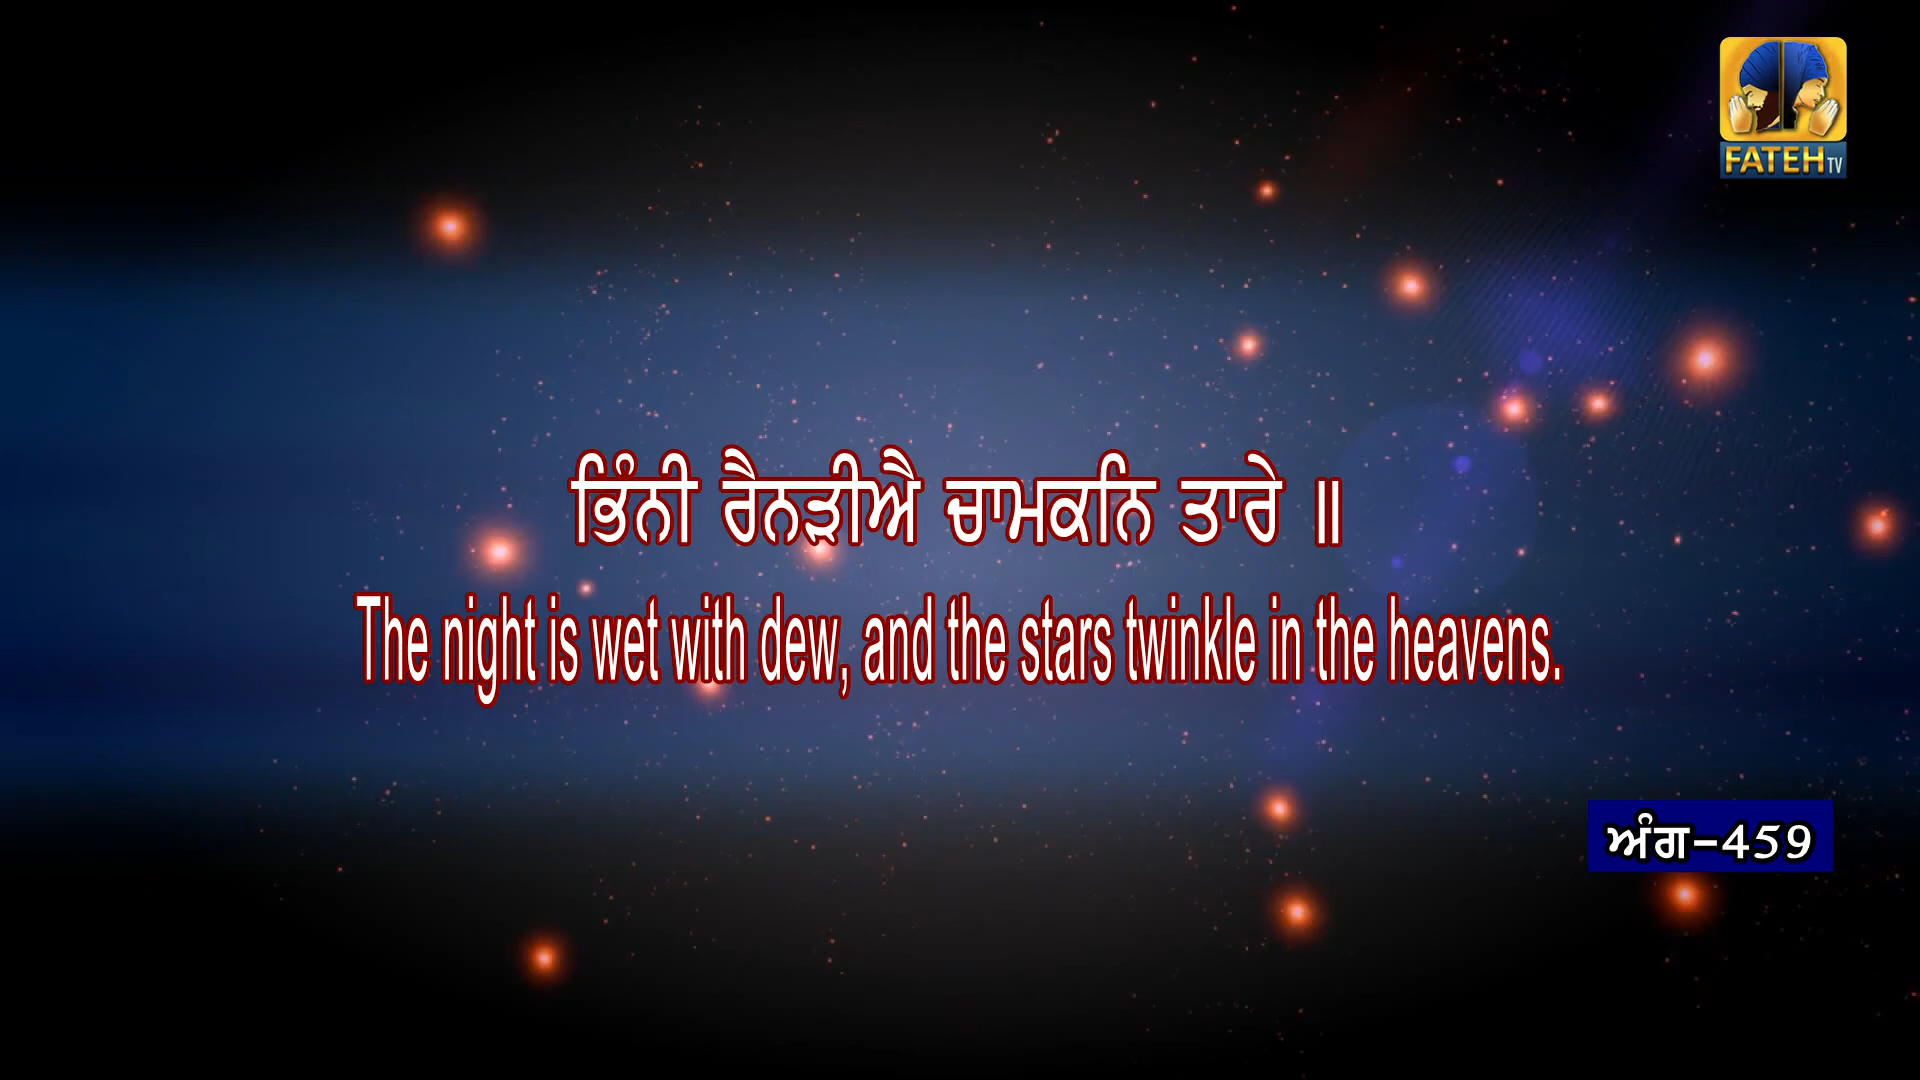 FATEH TV
ਭਿੰਨੀ ਰੈਨੜੀਐ ਚਾਮਕਨਿ ਤਾਰੇ ॥
The night is wet with dew, and the stars twinkle in the heavens.
ਅੰਗ-459